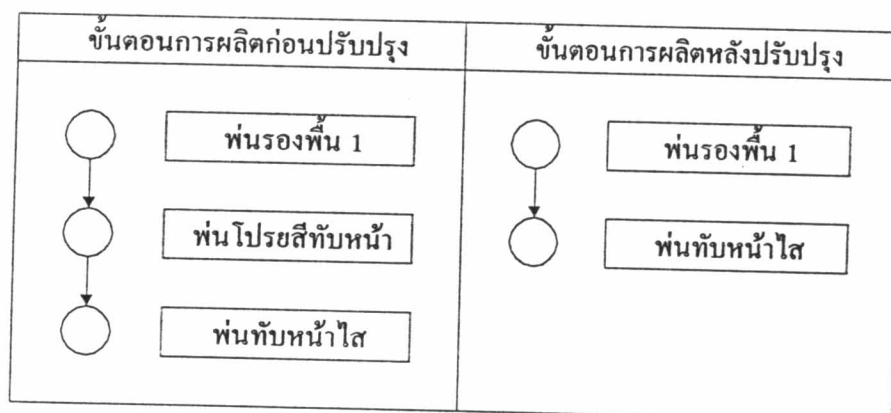 ขั้นตอนการผลิตก่อนปรับปรุง
พ่นรองพื้น 1
พ่นโปรยสีทับหน้า
พ่นทับหน้าใส
ขั้นตอนการผลิตหลังปรับปรุง
พ่นรองพื้น 1
พ่นทับหน้าใส